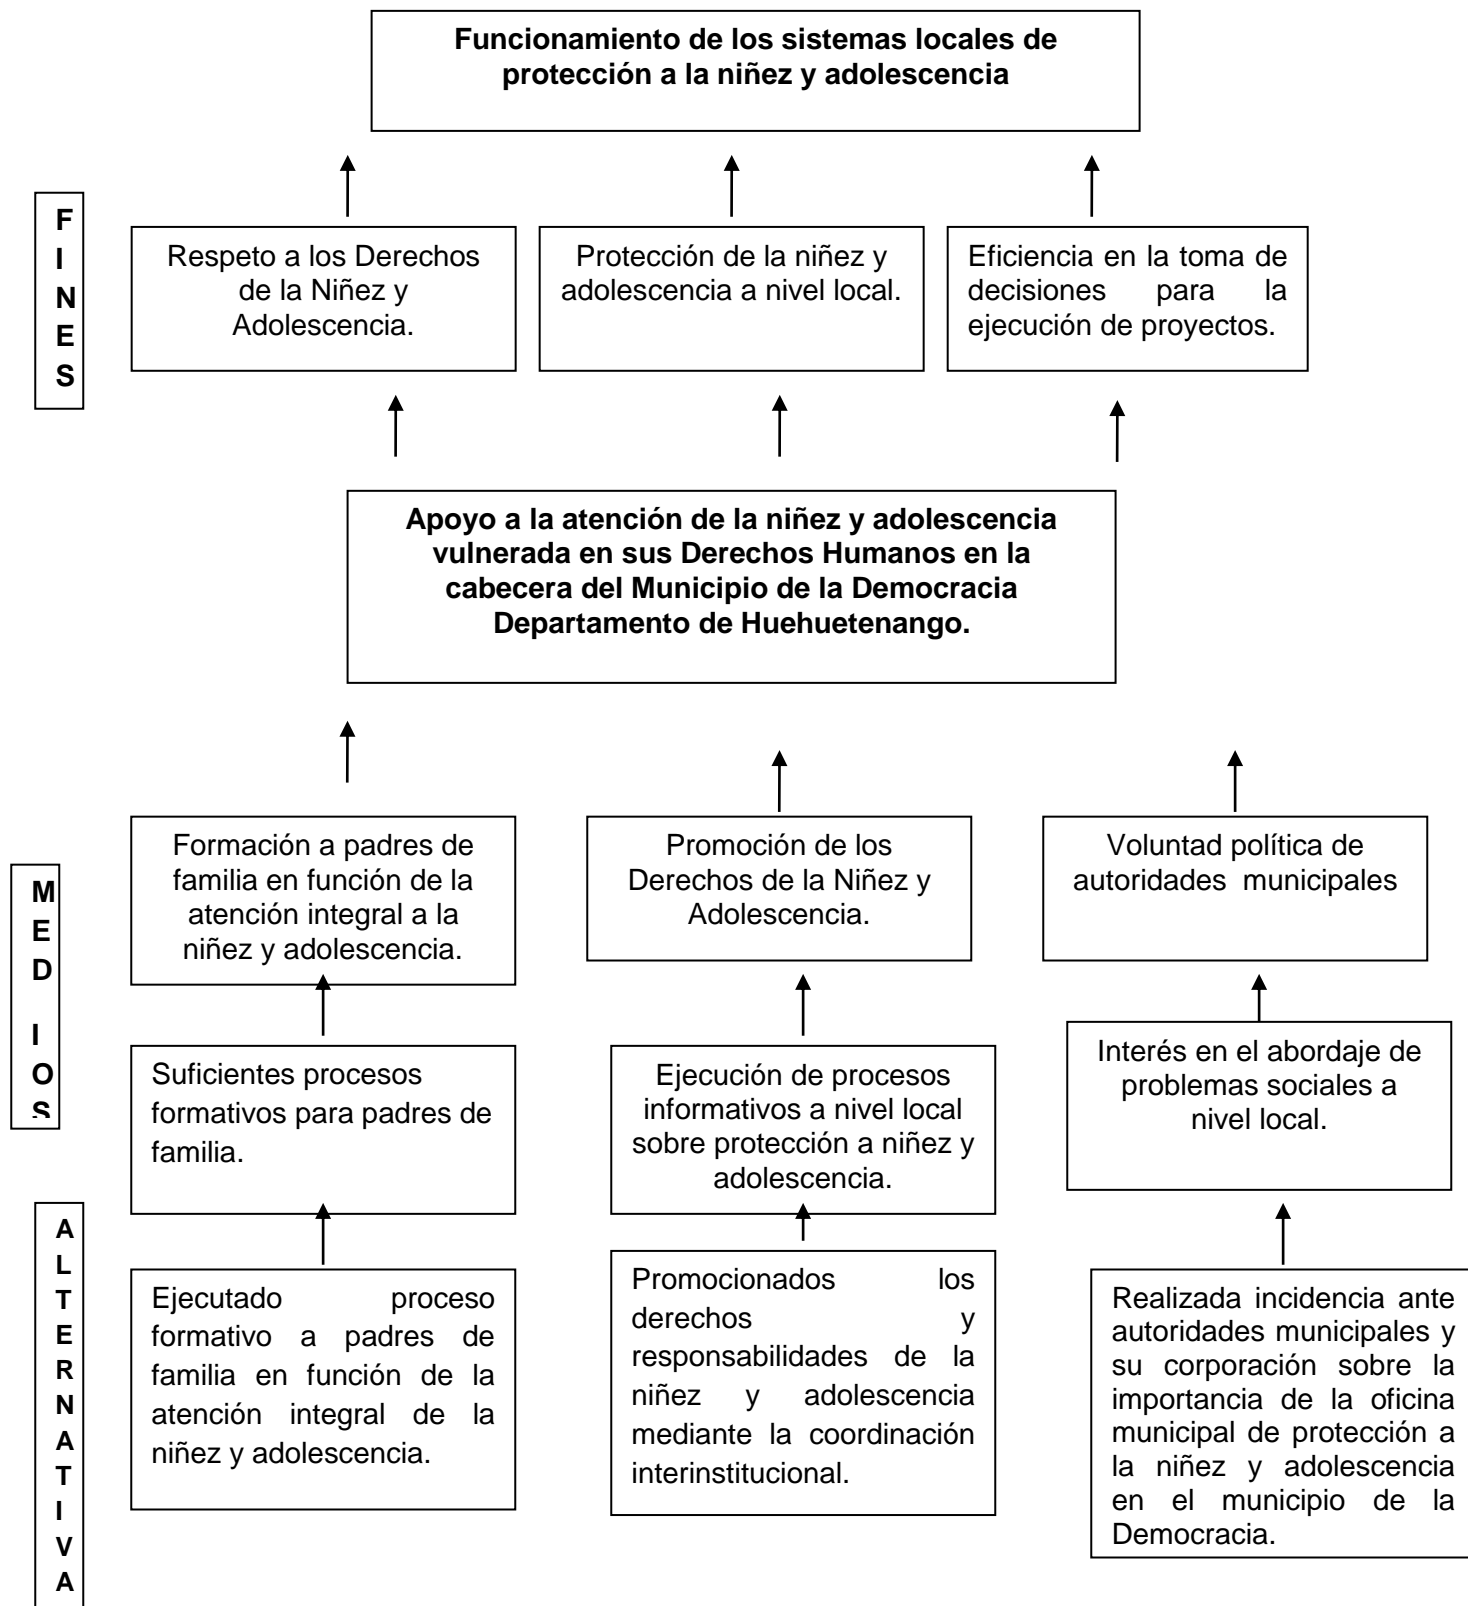 Funcionamiento de los sistemas locales de
protección a la niñez y adolescencia
F
I
N
E
S
Respeto a los Derechos
de la Niñez y
Adolescencia.
Protección de la niñez y
adolescencia a nivel local.
Eficiencia en la toma de
decisiones para la
ejecución de proyectos.
Apoyo a la atención de la niñez y adolescencia
vulnerada en sus Derechos Humanos en la
cabecera del Municipio de la Democracia
Departamento de Huehuetenango.
M
E
D
I
O
S
Formación a padres de
familia en función de la
atención integral a la
niñez y adolescencia.
Promoción de los
Derechos de la Niñez y
Adolescencia.
Voluntad política de
autoridades municipales
Suficientes procesos
formativos para padres de
familia.
Ejecución de procesos
informativos a nivel local
sobre protección a niñez y
adolescencia.
Interés en el abordaje de
problemas sociales a
nivel local.
A
L
T
E
R
N
A
T
I
V
A
Ejecutado proceso
formativo a padres de
familia en función de la
atención integral de la
niñez y adolescencia.
Promocionados los
derechos y
responsabilidades de la
niñez y adolescencia
mediante la coordinación
interinstitucional.
Realizada incidencia ante
autoridades municipales y
su corporación sobre la
importancia de la oficina
municipal de protección a
la niñez y adolescencia
en el municipio de la
Democracia.